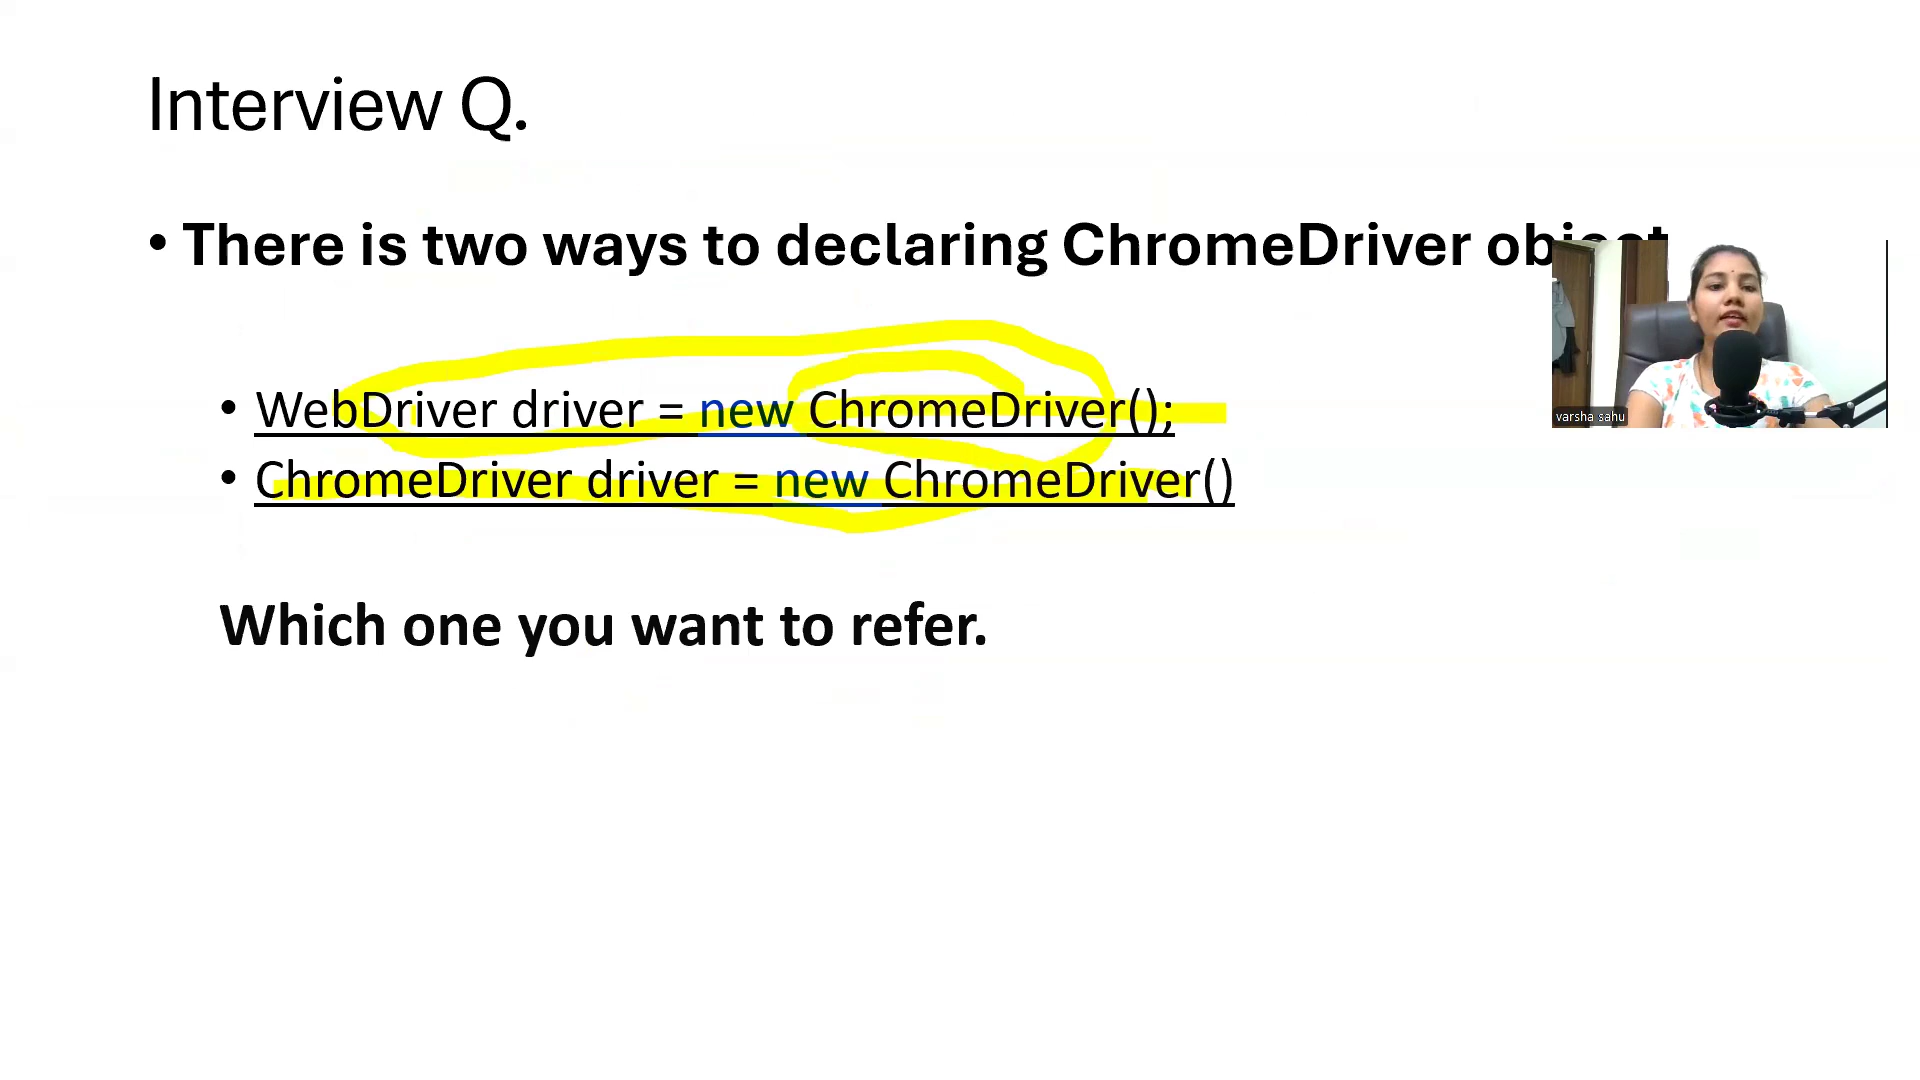 Interview Q.
• There is two ways to declaring ChromeDriver object
• WebDriver driver = new ChromeDriver();
• ChromeDriver driver = new ChromeDriver()
varsha sahu
Which one you want to refer.